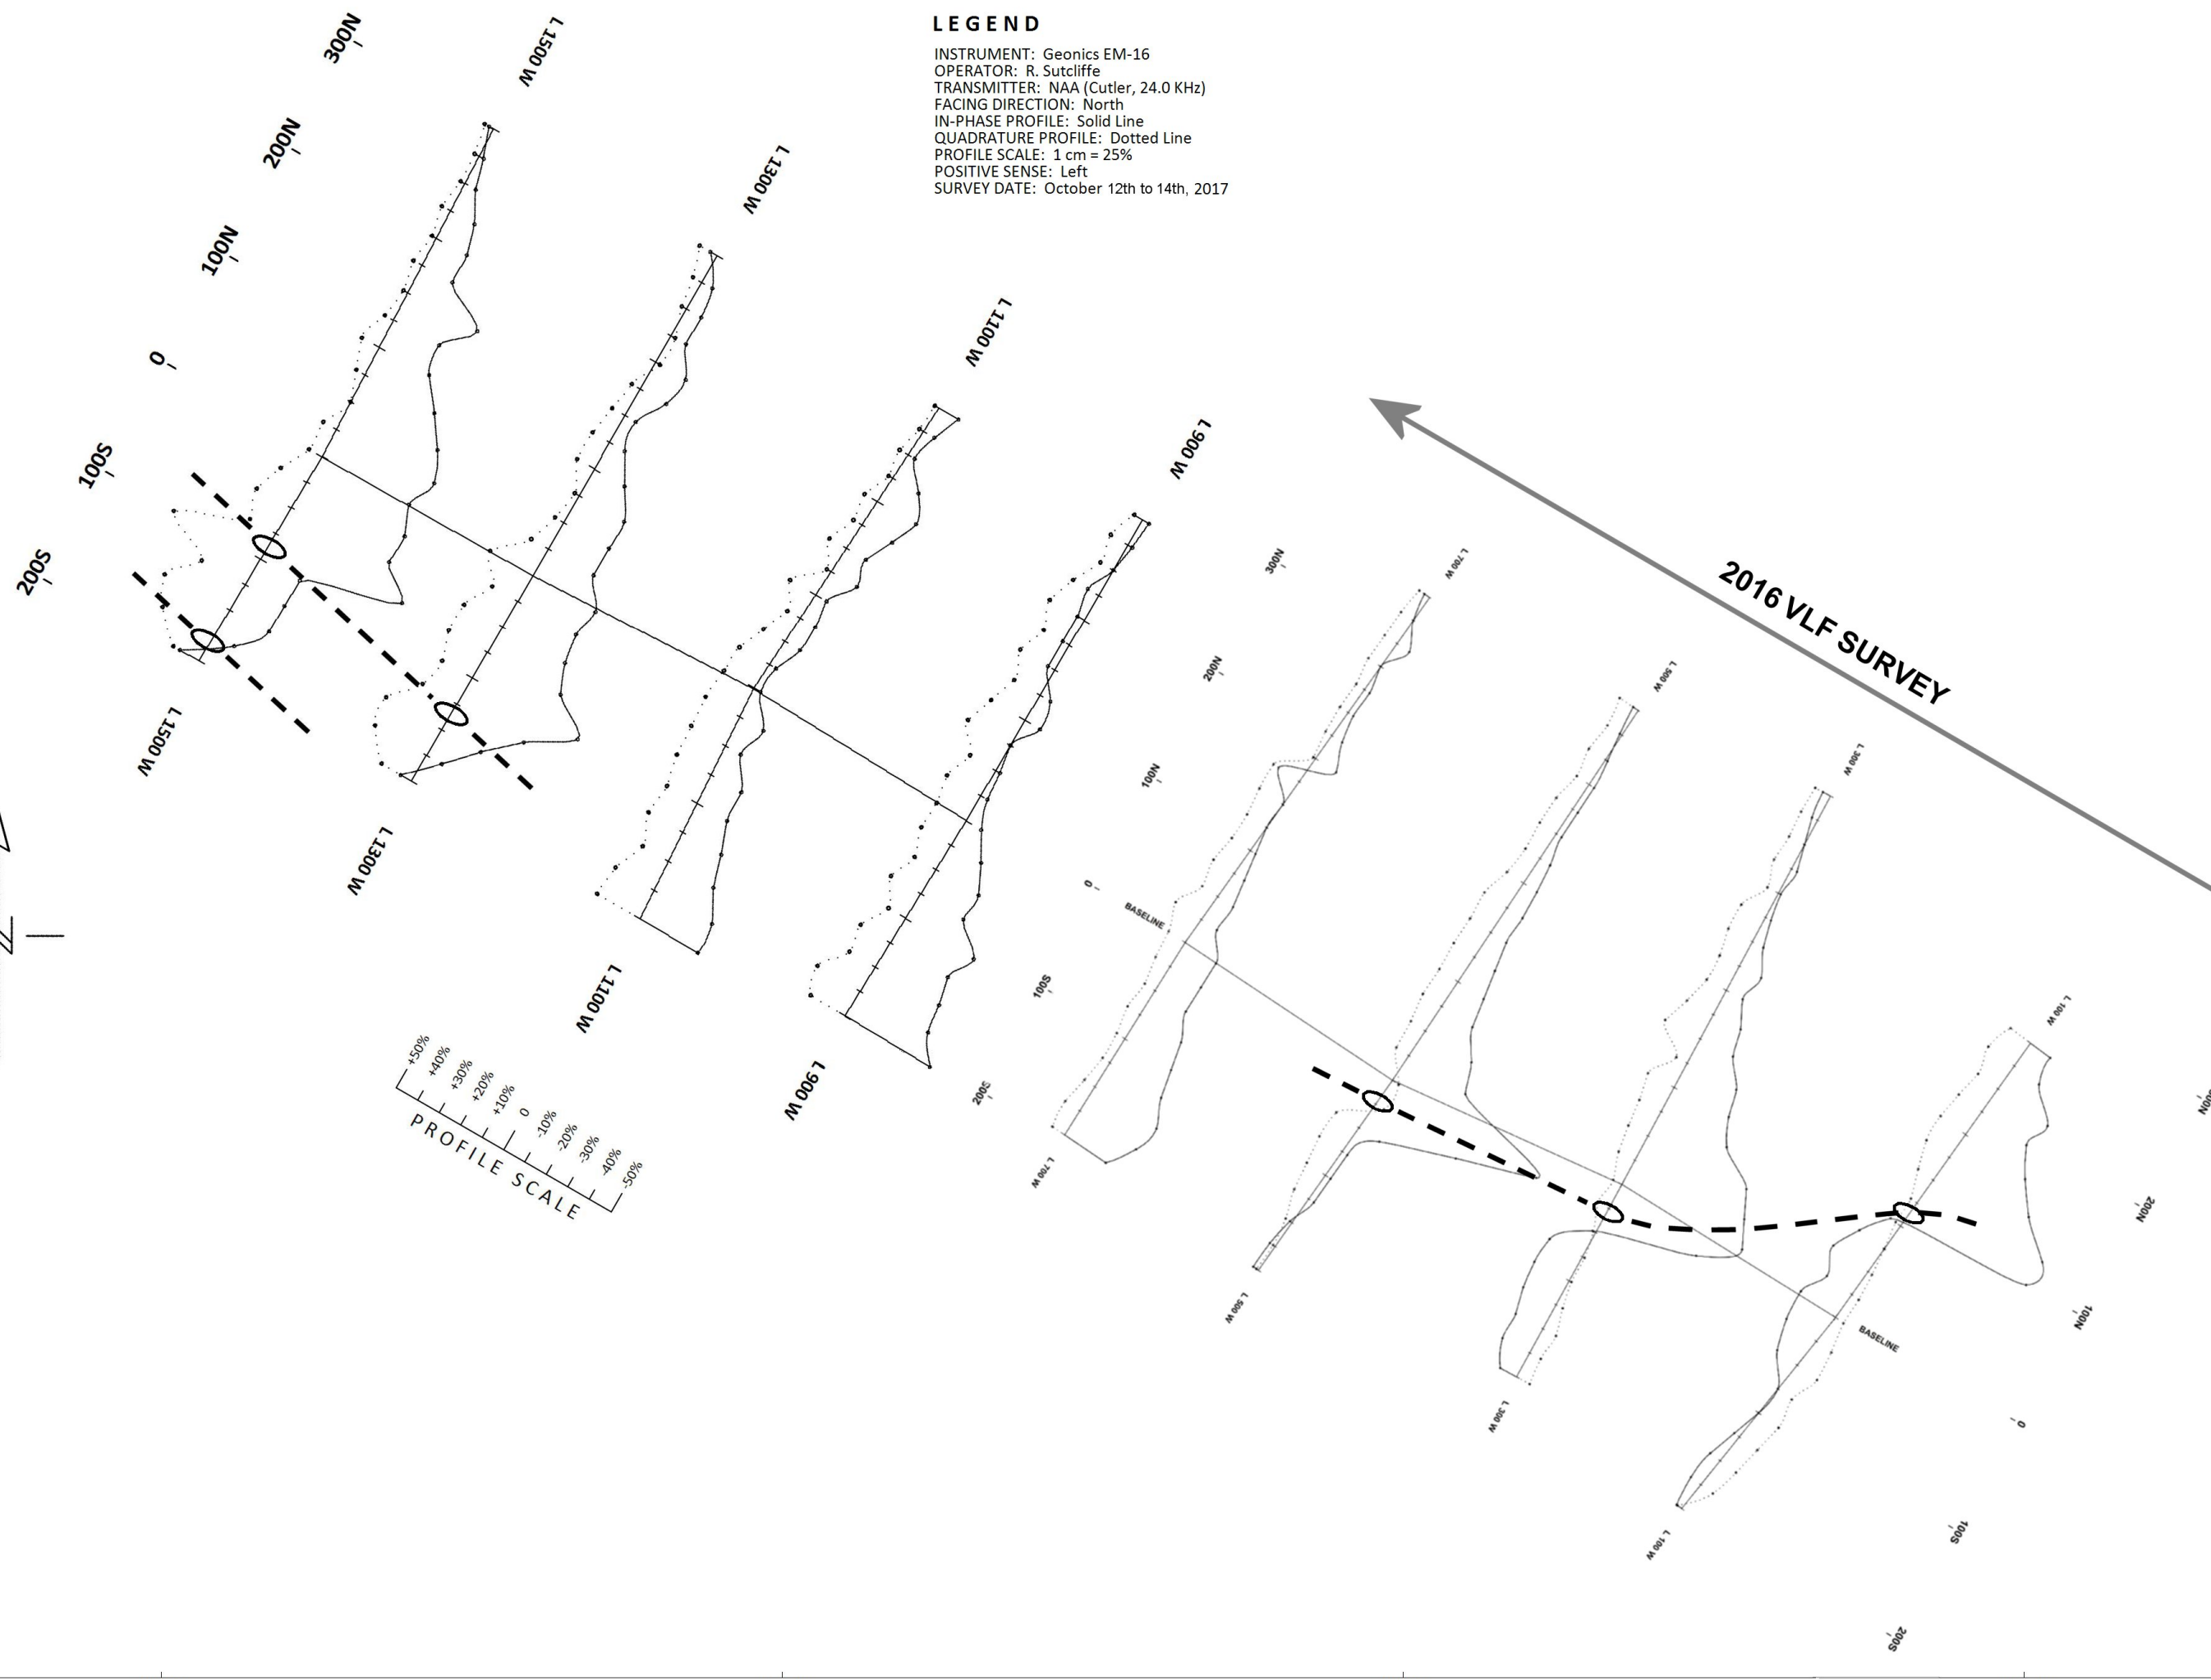 LEGEND
INSTRUMENT: Geonics EM-16
OPERATOR: R. Sutcliffe
TRANSMITTER: NAA (Cutler, 24.0 KHz)
FACING DIRECTION: North
IN-PHASE PROFILE: Solid Line
QUADRATURE PROFILE: Dotted Line
PROFILE SCALE: 1 cm = 25%
POSITIVE SENSE: Left
SURVEY DATE: October 12th to 14th, 2017
300N
200N
100N
0
100S
200S
L 1500 W
L 1300 W
L 1100 W
L 900 W
L 1500 W
L 1300 W
L 1100 W
L 900 W
2016 VLF SURVEY
300N
200N
100N
0
BASELINE
100S
200S
L 700 W
L 500 W
L 300 W
L 100 W
L 700 W
L 500 W
L 300 W
L 100 W
BASELINE
200N
100N
0
100S
200S
+50%
+40%
+30%
+20%
+10%
0
-10%
-20%
-30%
-40%
-50%
PROFILE SCALE